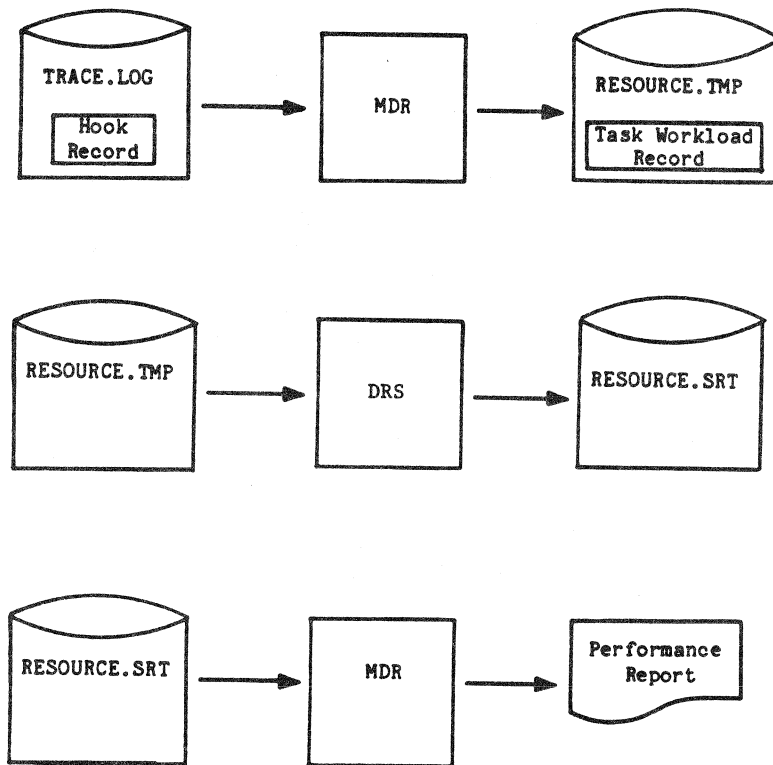 TRACE.LOG
Hook
Record
MDR
RESOURCE.TMP
Task Workload
Record
RESOURCE.TMP
DRS
RESOURCE.SRT
RESOURCE.SRT
MDR
Performance
Report